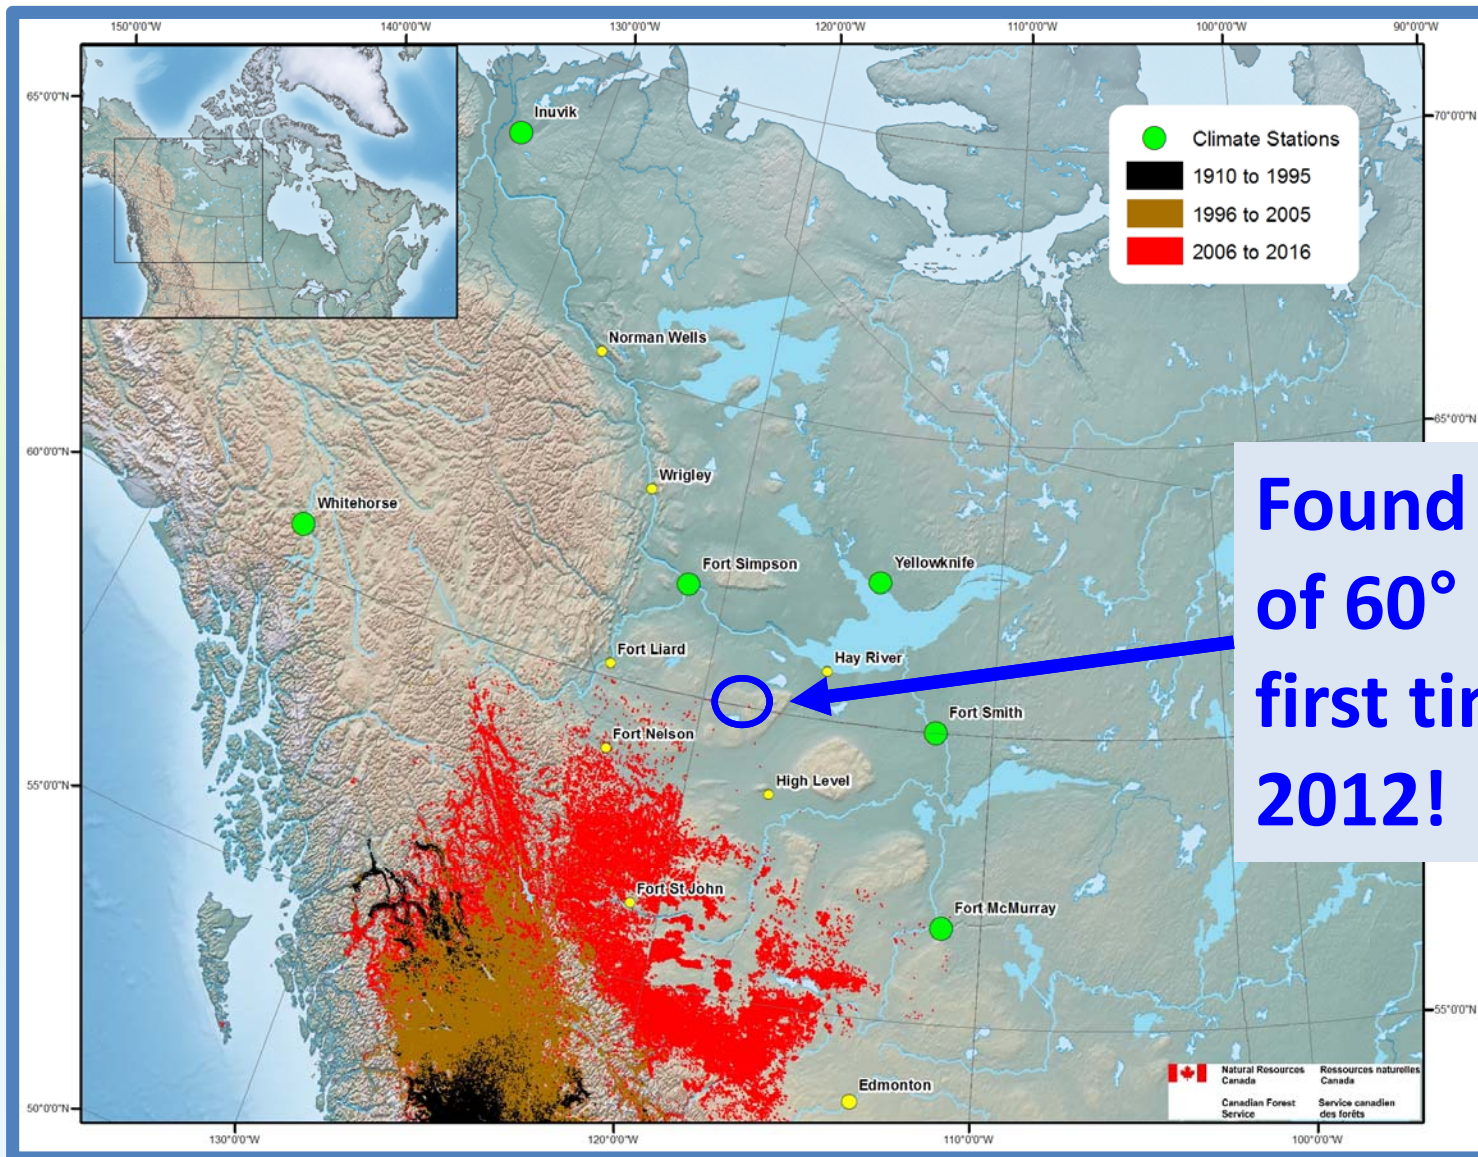 150°0'0"W
140°0'0"W
130°0'0"W
120°0'0"W
110°0'0"W
100°0'0"W
90°0'0"W
65°0'0"N
70°0'0"N
Inuvik
Climate Stations
1910 to 1995
1996 to 2005
2006 to 2016
Norman Wells
65°0'0"N
60°0'0"N
Wrigley
Whitehorse
Fort Simpson
Yellowknife
Found
of 60°
first
2012!
Fort Liard
Hay River
Fort Smith
Fort Nelson
High Level
55°0'0"N
Fort St John
Fort McMurray
55°0'0"N
Edmonton
Natural Resources Canada
Ressources naturelles Canada
Canadian Forest Service
Service canadien des forêts
50°0'0"N
130°0'0"W
120°0'0"W
110°0'0"W
100°0'0"W